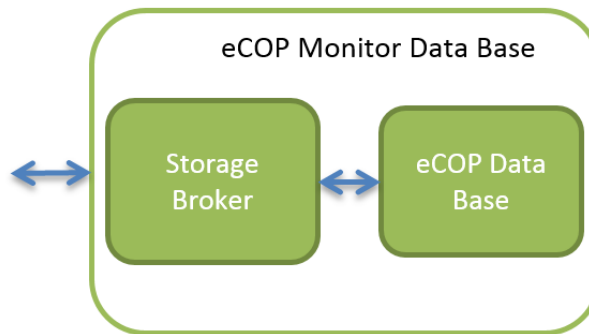 eCOP Monitor Data Base
Storage
Broker
eCOP Data
Base